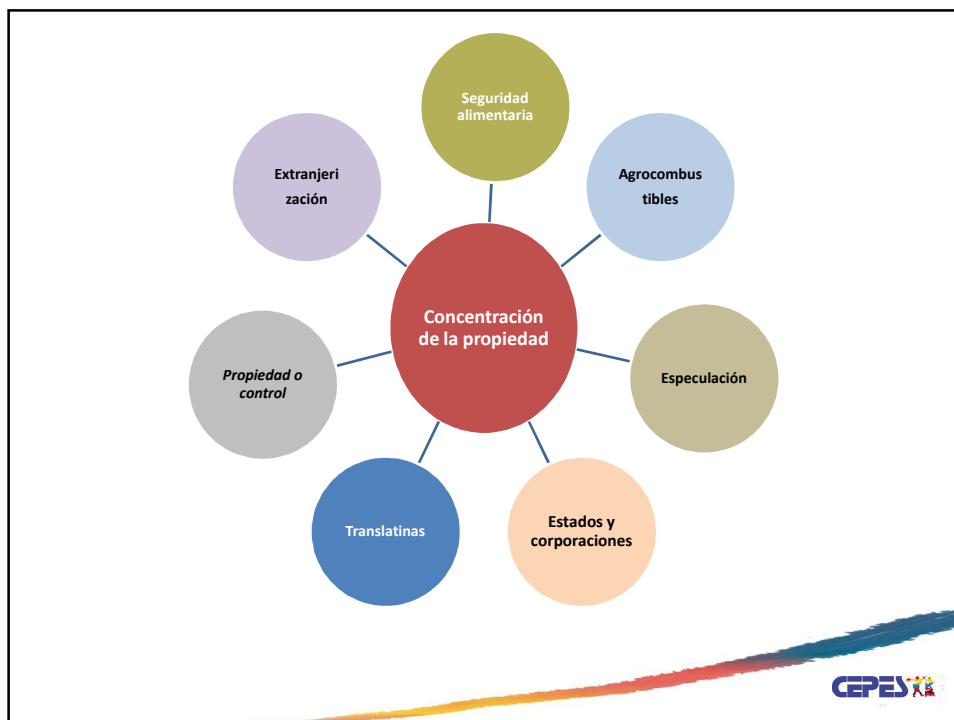 Seguridad
alimentaria
Extranjeri
zación
Agrocombus
tibles
Concentración
de la propiedad
Propiedad o
control
Especulación
Translatinas
Estados y
corporaciones
CEPES